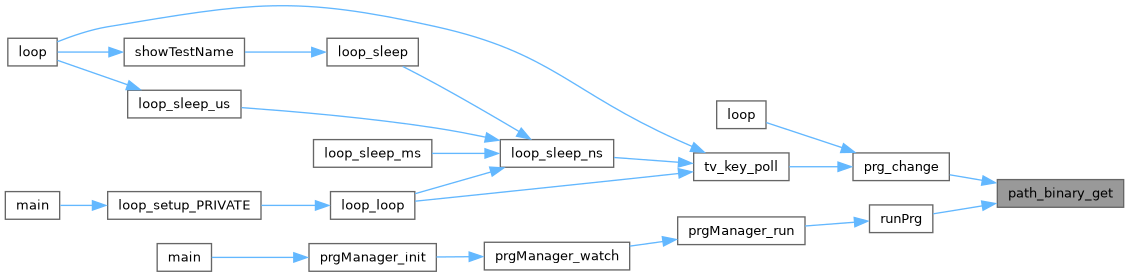 loop
showTestName
loop_sleep
loop_sleep_us
loop
loop_sleep_ms
loop_sleep_ns
tv_key_poll
prg_change
path_binary_get
main
loop_setup_PRIVATE
loop_loop
runPrg
prgManager_run
main
prgManager_init
prgManager_watch